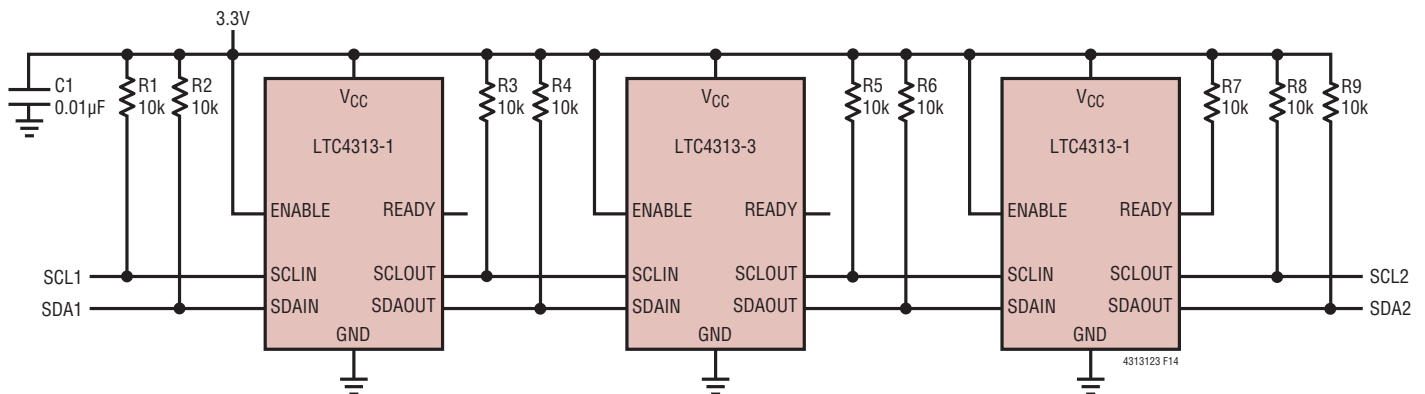 3.3V
C1
0.01µF
R1
10k
R2
10k
VCC
LTC4313-1
ENABLE
READY
SCLIN
SCLOUT
SDAIN
SDAOUT
GND
R3
10k
R4
10k
VCC
LTC4313-3
ENABLE
READY
SCLIN
SCLOUT
SDAIN
SDAOUT
GND
R5
10k
R6
10k
VCC
LTC4313-1
ENABLE
READY
SCLIN
SCLOUT
SDAIN
SDAOUT
GND
R7
10k
R8
10k
R9
10k
SCL1
SDA1
SCL2
SDA2
4313123 F14